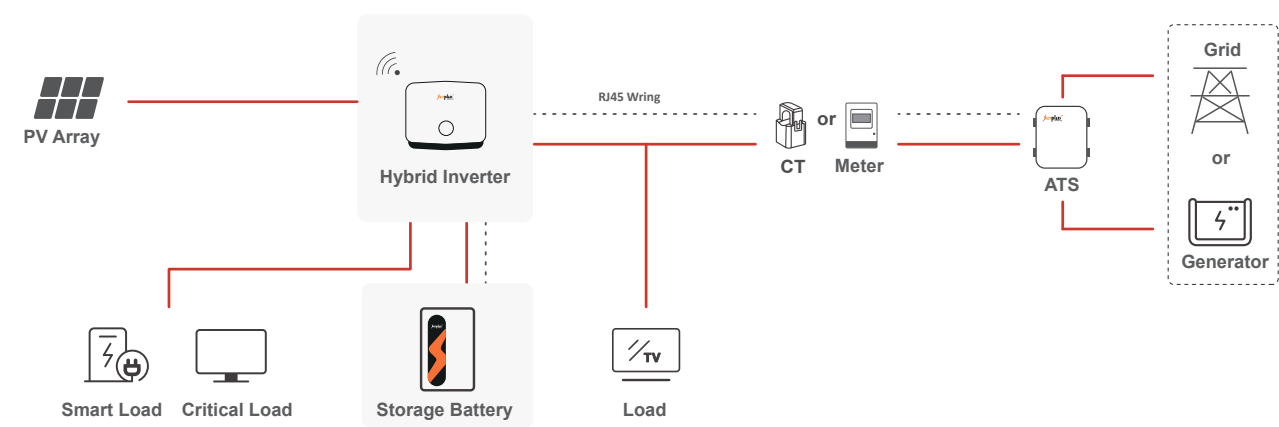 PV Array
Hybrid Inverter
RJ45 Wring
or
CT
Meter
ATS
Grid
or
Generator
Smart Load
Critical Load
Storage Battery
TV
Load